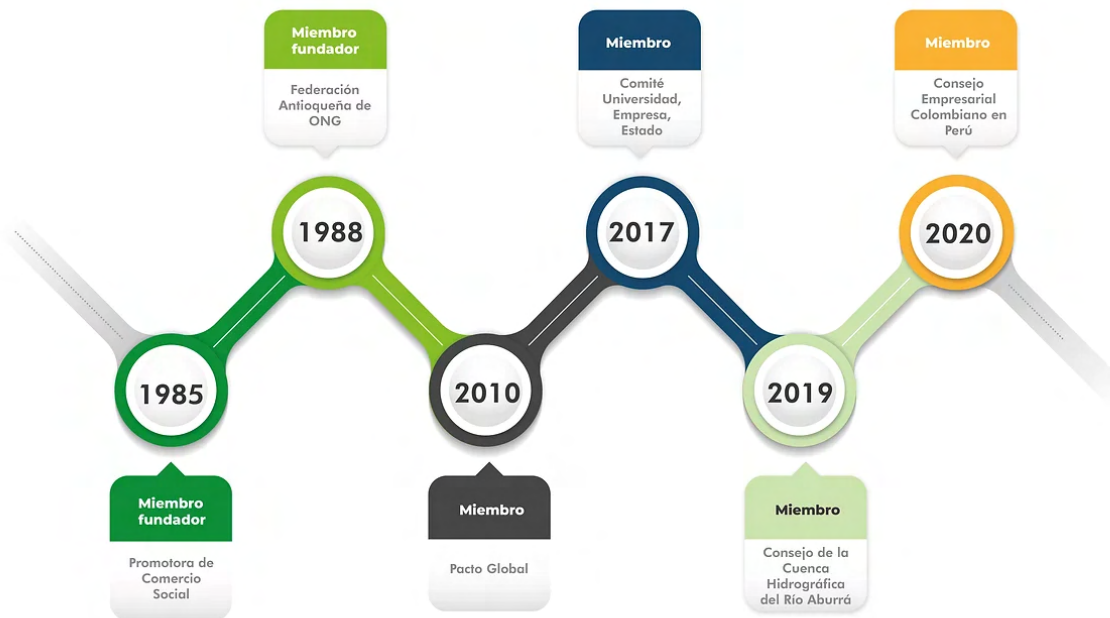 Miembro
fundador
Federación
Antioqueña de
ONG
Miembro
Comité
Universidad,
Empresa,
Estado
Miembro
Consejo
Empresarial
Colombiano en
Perú
1988
2017
2020
1985
2010
2019
Miembro
fundador
Promotora de
Comercio
Social
Miembro
Pacto Global
Miembro
Consejo de la
Cuenca
Hidrográfica
del Río Aburrá